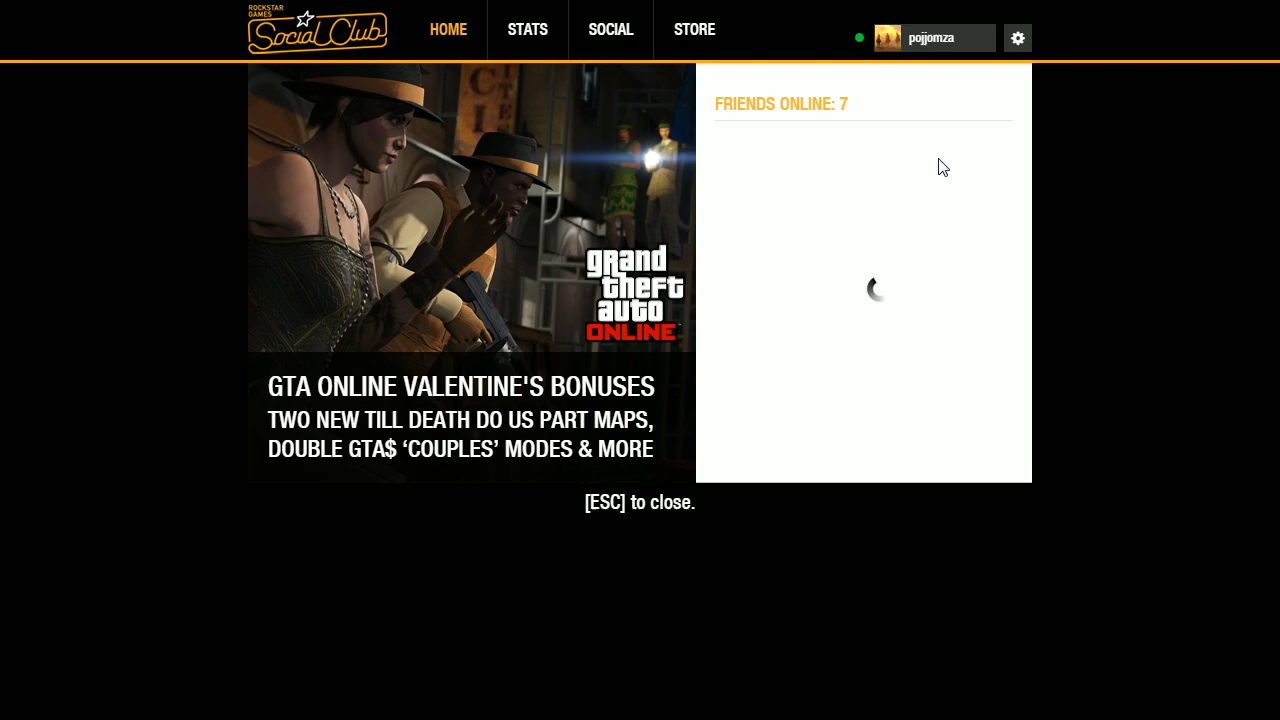 ROCKSTAR
GAMES
Social Club
HOME
STATS
SOCIAL
STORE
pojjomza
FRIENDS ONLINE: 7
grand
theft
auto
ONLINE
GTA ONLINE VALENTINE'S BONUSES
TWO NEW TILL DEATH DO US PART MAPS,
DOUBLE GTA$ ‘COUPLES’ MODES & MORE
[ESC] to close.